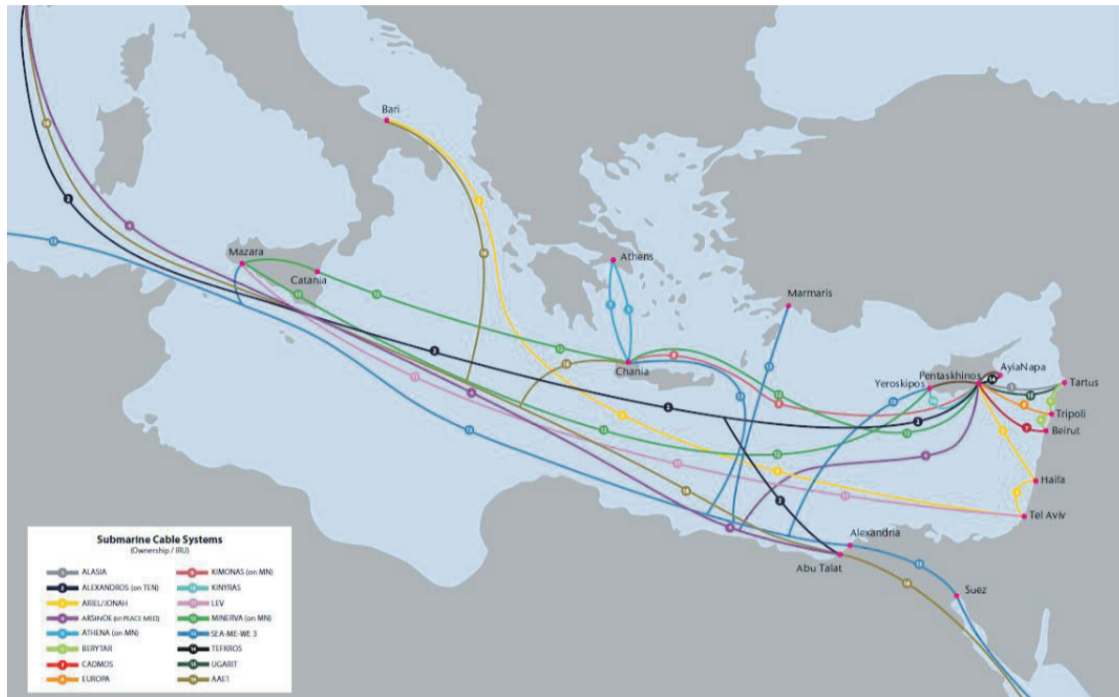 Bari
Mazara
Catania
Athens
Marmaris
Chania
Pentaskhinos
AyiaNapa
Yeroskipos
Tartus
Tripoli
Beirut
Haifa
Tel Aviv
Alexandria
Abu Talat
Suez
Submarine Cable Systems
(Ownership / IRU)
ALASIA
ALEXANDROS (on TEN)
ARIEL/JONAH
ARSINOE (on PEACE MED)
ATHENA (on MN)
BERYTAR
CADMOS
EUROPA
KIMONAS (on MN)
KINYRAS
LEV
MINERVA (on MN)
SEA-ME-WE 3
TEFKROS
UGARIT
AAE1